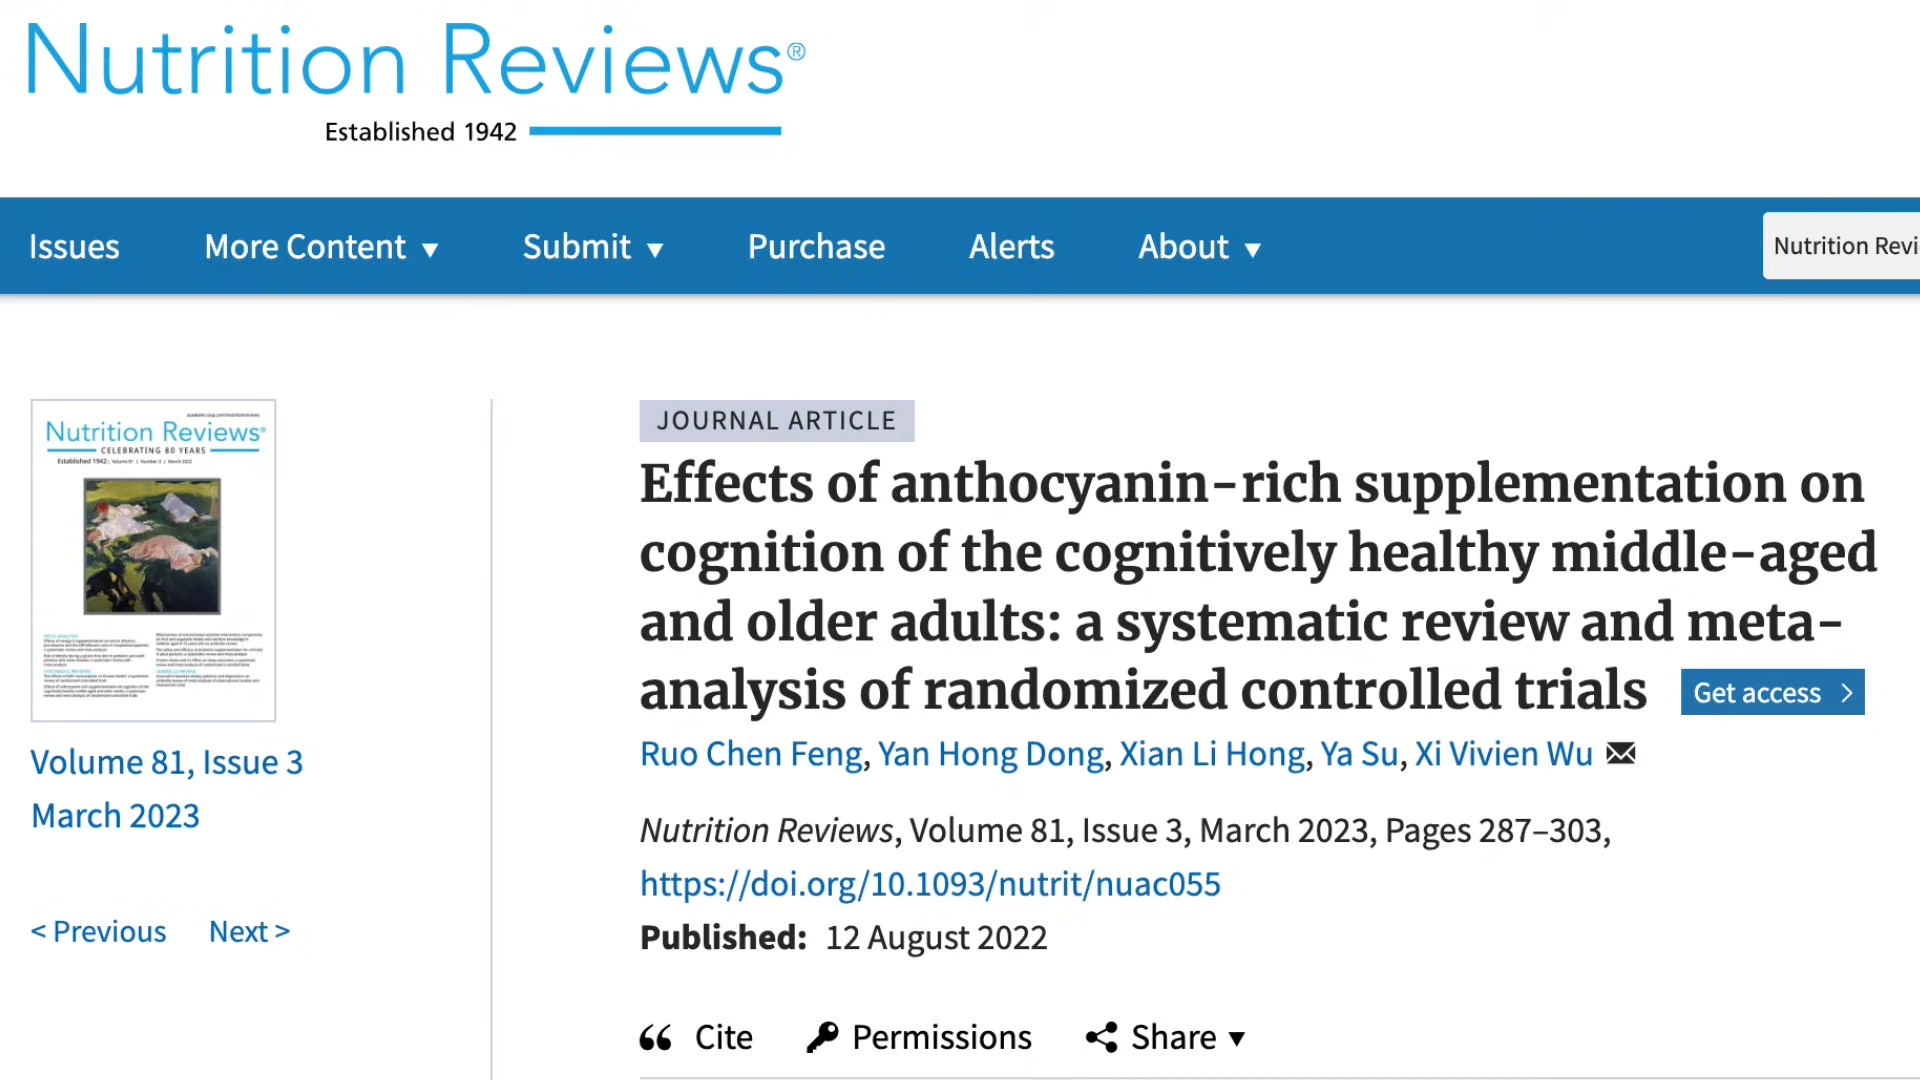 Nutrition Reviews®
Established 1942
Issues
More Content ▼
Submit ▼
Purchase
Alerts
About ▼
Nutrition Revi
Nutrition Reviews®
CELEBRATING 80 YEARS
Established 1942
Volume 81, Issue 3
March 2023
< Previous
Next >
JOURNAL ARTICLE
Effects of anthocyanin-rich supplementation on
cognition of the cognitively healthy middle-aged
and older adults: a systematic review and meta-
analysis of randomized controlled trials
Get access >
Ruo Chen Feng, Yan Hong Dong, Xian Li Hong, Ya Su, Xi Vivien Wu
Nutrition Reviews, Volume 81, Issue 3, March 2023, Pages 287–303,
https://doi.org/10.1093/nutrit/nuac055
Published: 12 August 2022
Cite
Permissions
Share ▼